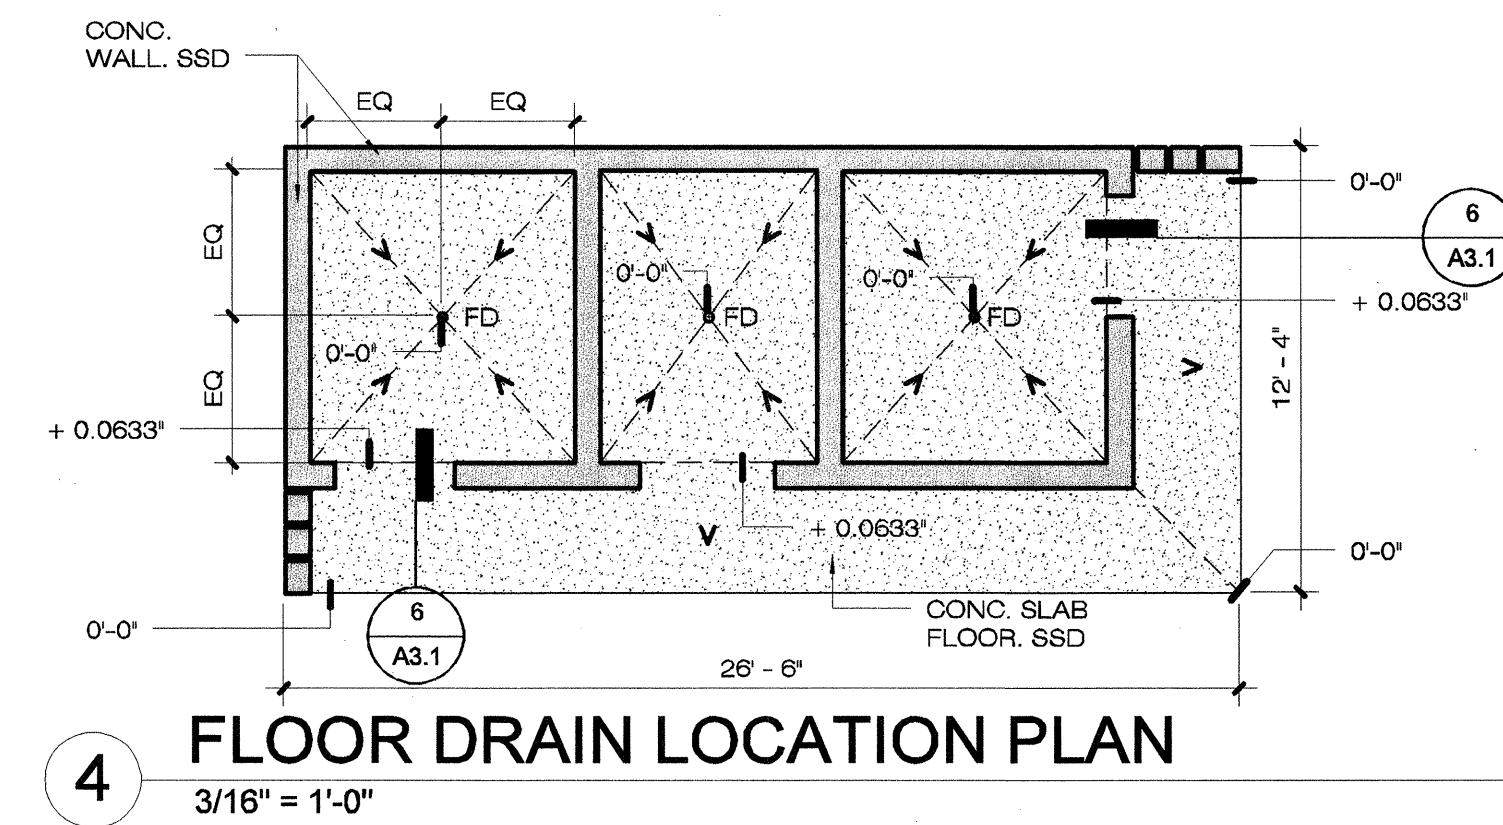 CONC.
WALL. SSD
EQ
EQ
EQ
EQ
0'-0"
0'-0"
0'-0"
FD
FD
FD
0'-0"
6
A3.1
+ 0.0633"
12' - 4"
+ 0.0633"
+ 0.0633"
0'-0"
0'-0"
6
A3.1
CONC. SLAB
FLOOR. SSD
26' - 6"
4
FLOOR DRAIN LOCATION PLAN
3/16" = 1'-0"